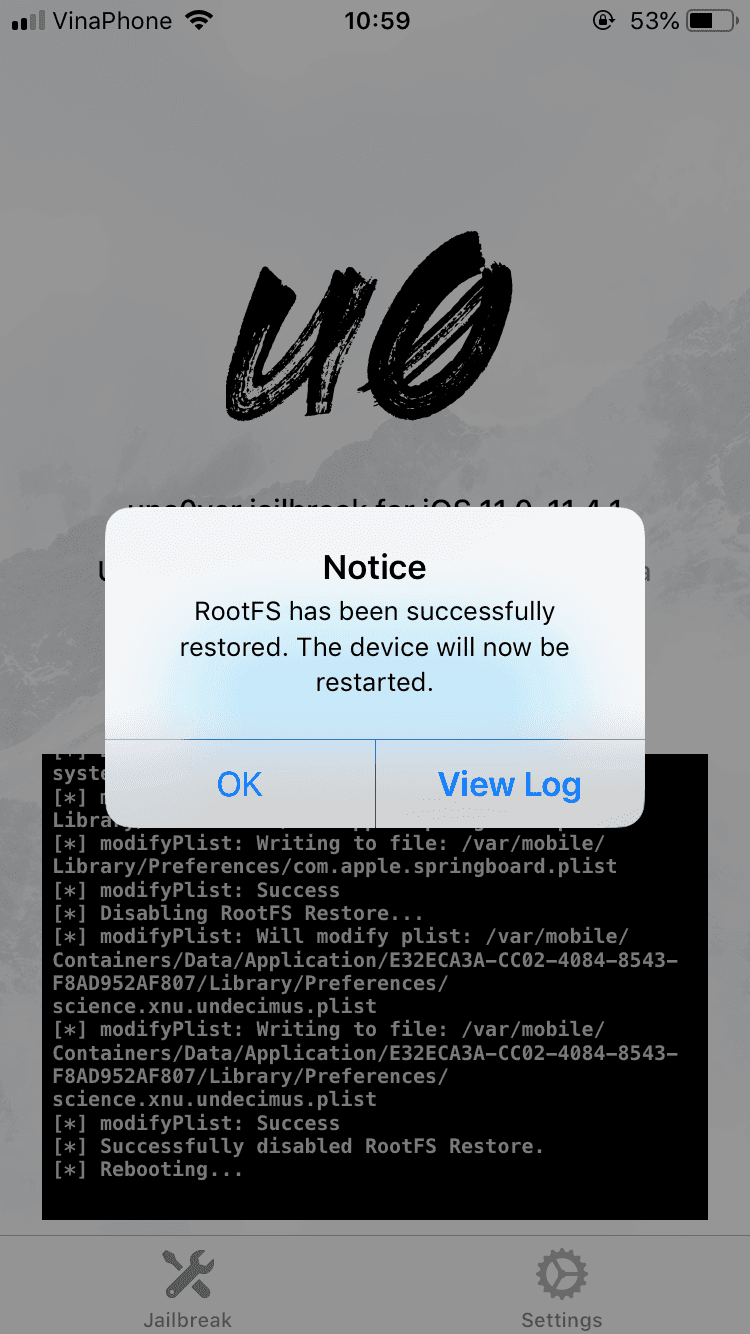 VinaPhone
10:59
53%
u0
unc0ver jailbreak for iOS 11.0-11.4.1
Notice
RootFS has been successfully
restored. The device will now be
restarted.
OK
View Log
syste
[*] m
Library
[*] modifyPlist: Writing to file: /var/mobile/
Library/Preferences/com.apple.springboard.plist
[*] modifyPlist: Success
[*] Disabling RootFS Restore...
[*] modifyPlist: Will modify plist: /var/mobile/
Containers/Data/Application/E32ECA3A-CC02-4084-8543-
F8AD952AF807/Library/Preferences/
science.xnu.undecimus.plist
[*] modifyPlist: Writing to file: /var/mobile/
Containers/Data/Application/E32ECA3A-CC02-4084-8543-
F8AD952AF807/Library/Preferences/
science.xnu.undecimus.plist
[*] modifyPlist: Success
[*] Successfully disabled RootFS Restore.
[*] Rebooting...
Jailbreak
Settings